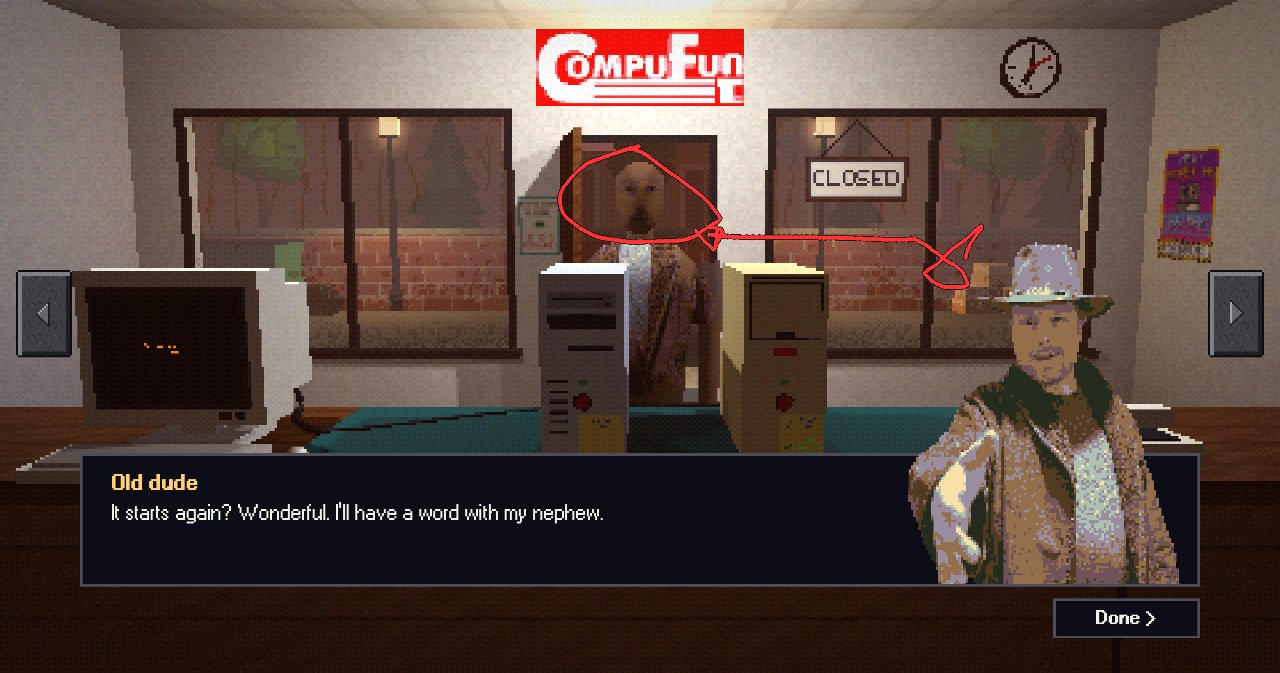 COMPUFUN
CLOSED
Old dude
It starts again? Wonderful. I'll have a word with my nephew.
Done >